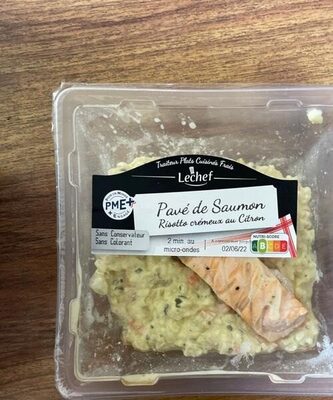 Traiteur Plats Cuisinés Frais
Lechef
PME+
Pavé de Saumon
Risotto crémeux au Citron
Sans Conservateur
Sans Colorant
2 min. au
micro-ondes
02/06/22
NUTRI-SCORE
A B C D E